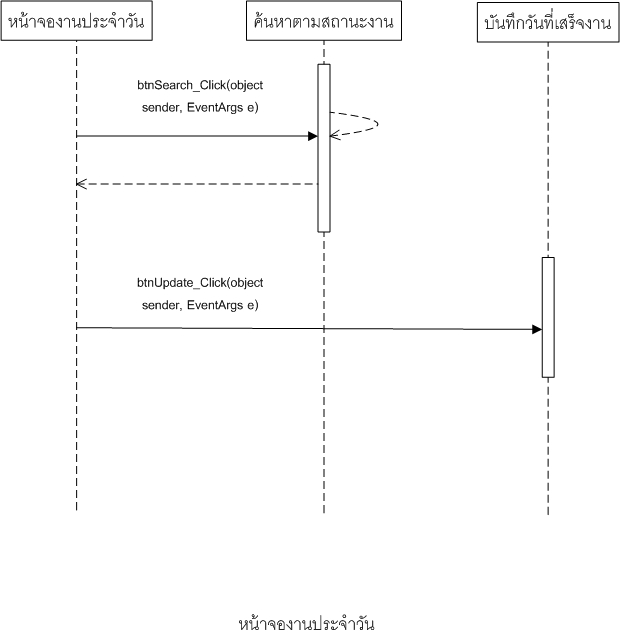 หน้าจองานประจำวัน
ค้นหาตามสถานะงาน
บันทึกวันที่เสร็จงาน
btnSearch_Click(object
sender, EventArgs e)
btnUpdate_Click(object
sender, EventArgs e)
หน้าจองานประจำวัน